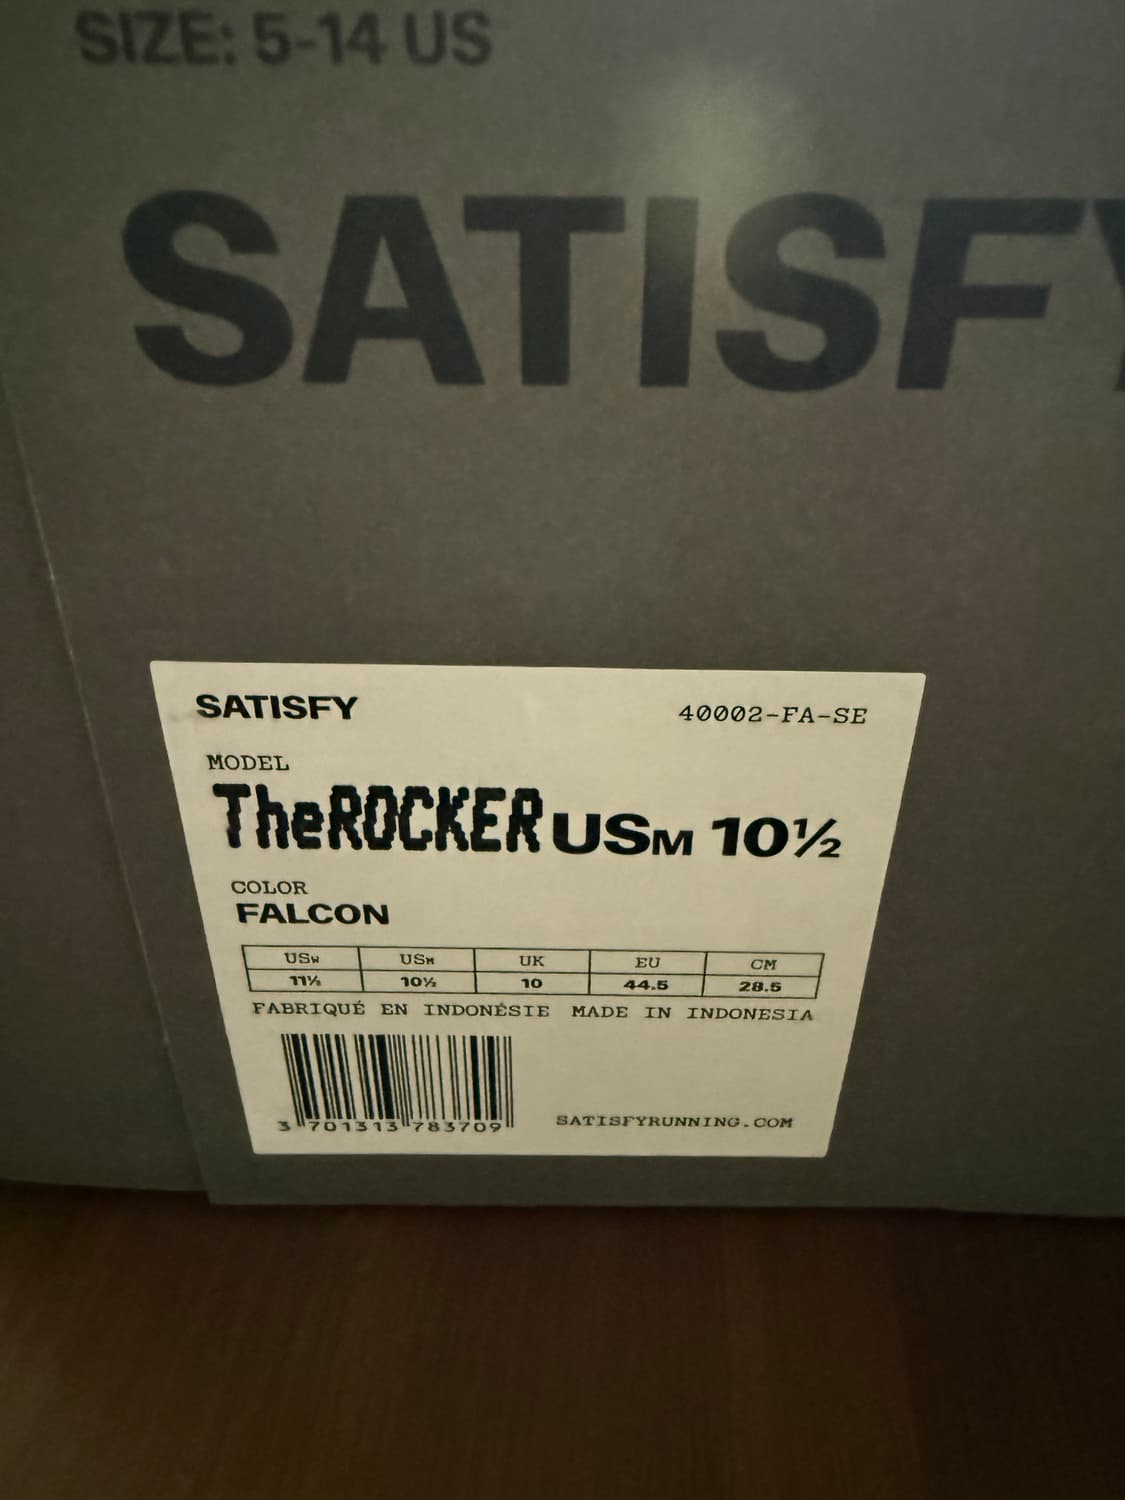 SIZE: 5-14 US
SATISFY
SATISFY 40002-FA-SE
MODEL
TheROCKER USM 10½
COLOR
FALCON
USW USM UK EU CM
11½ 10½ 10 44.5 28.5
FABRIQUÉ EN INDONÉSIE MADE IN INDONESIA
3 701313 783709
SATISFYRUNNING.COM